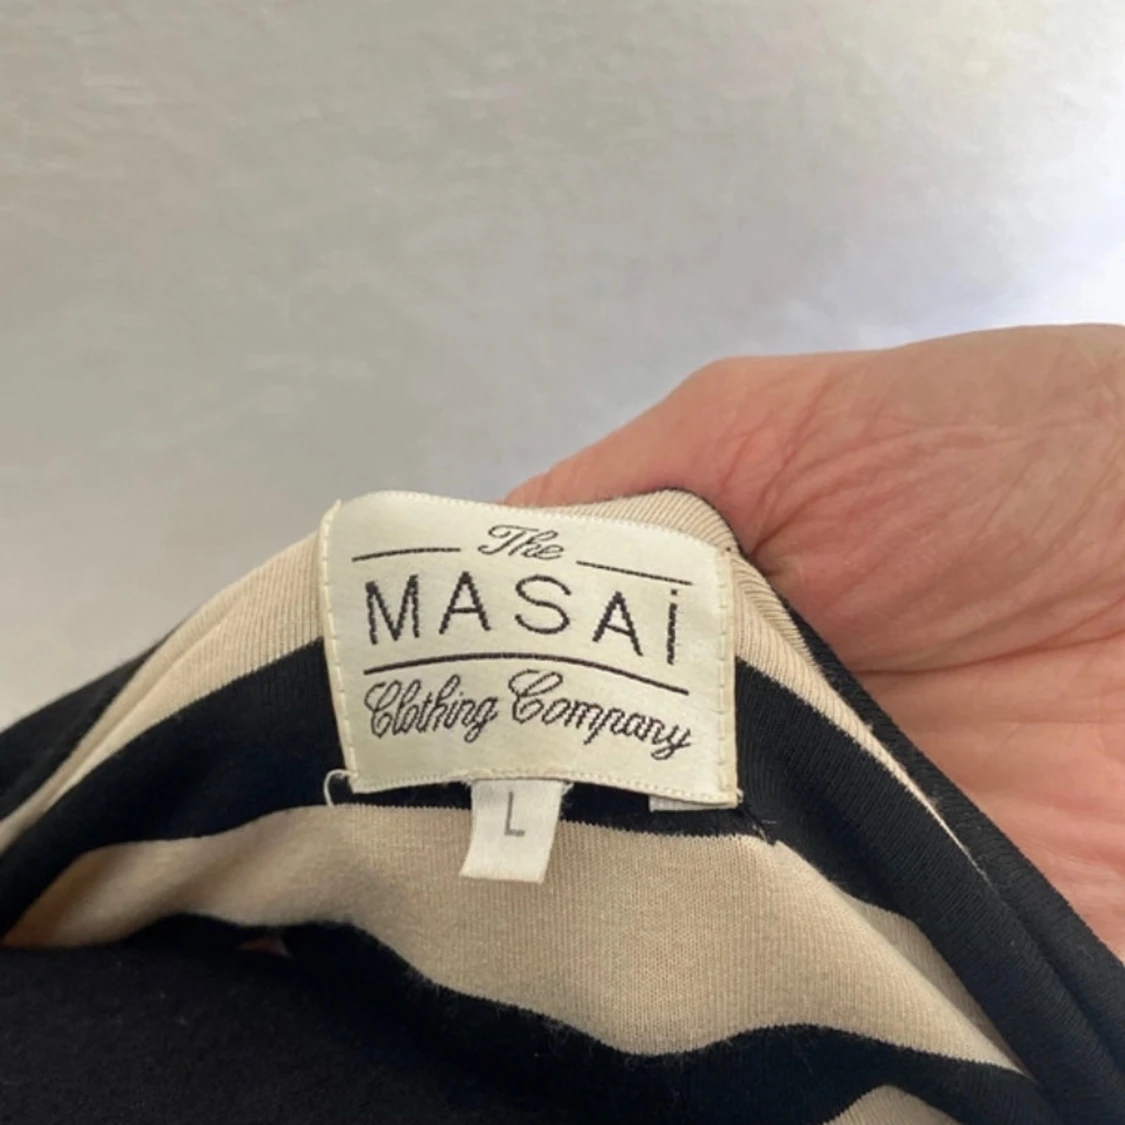 The
MASAi
Clothing Company
L